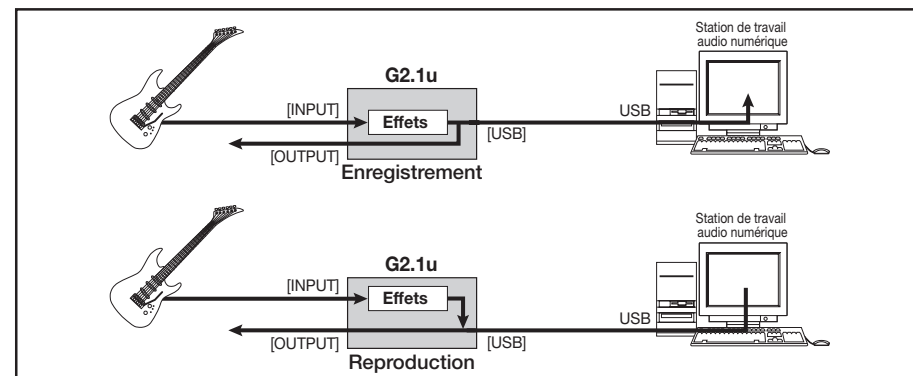 Station de travail
audio numérique
G2.1u
[INPUT]
Effets
USB
[USB]
[OUTPUT]
Enregistrement
Station de travail
audio numérique
G2.1u
[INPUT]
Effets
USB
[OUTPUT]
[USB]
Reproduction